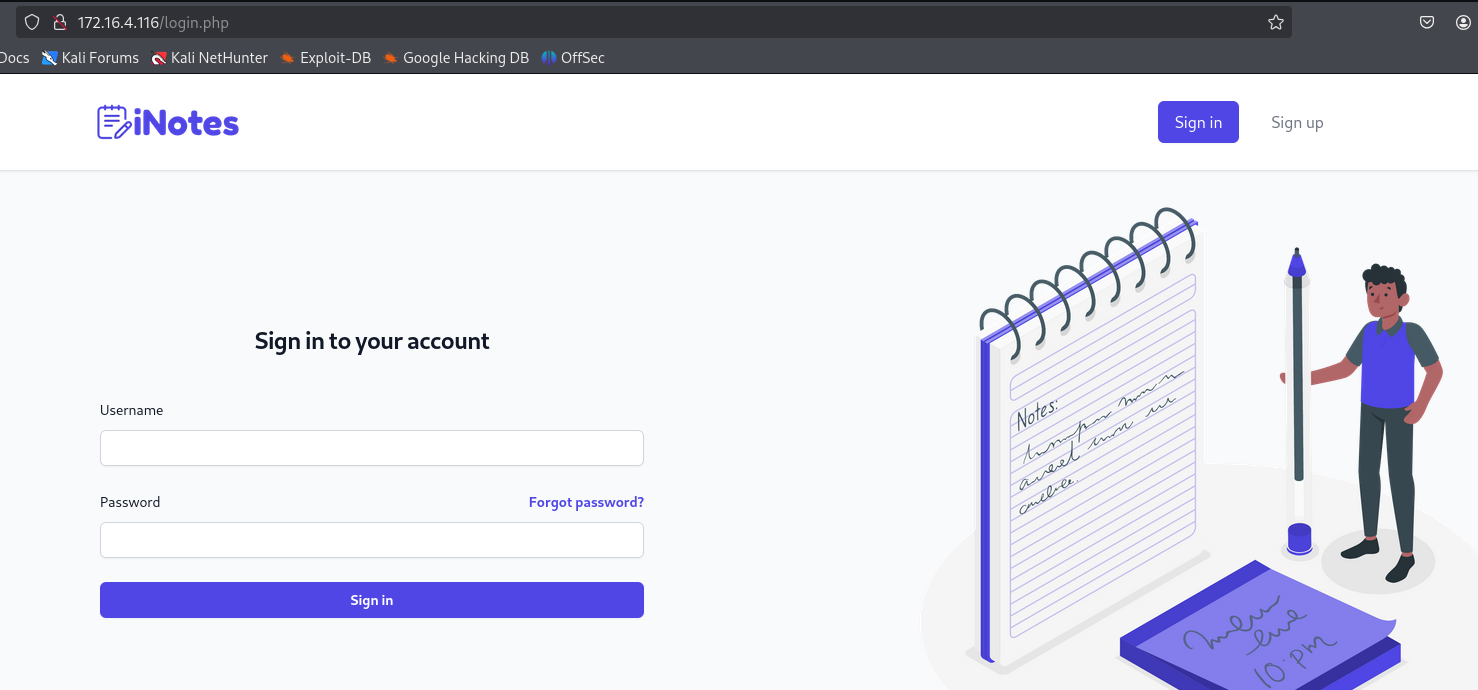 172.16.4.116/login.php
Docs Kali Forums Kali NetHunter Exploit-DB Google Hacking DB OffSec
iNotes Sign in Sign up
Sign in to your account
Username
Password Forgot password?
Sign in
Notes:
10:pm